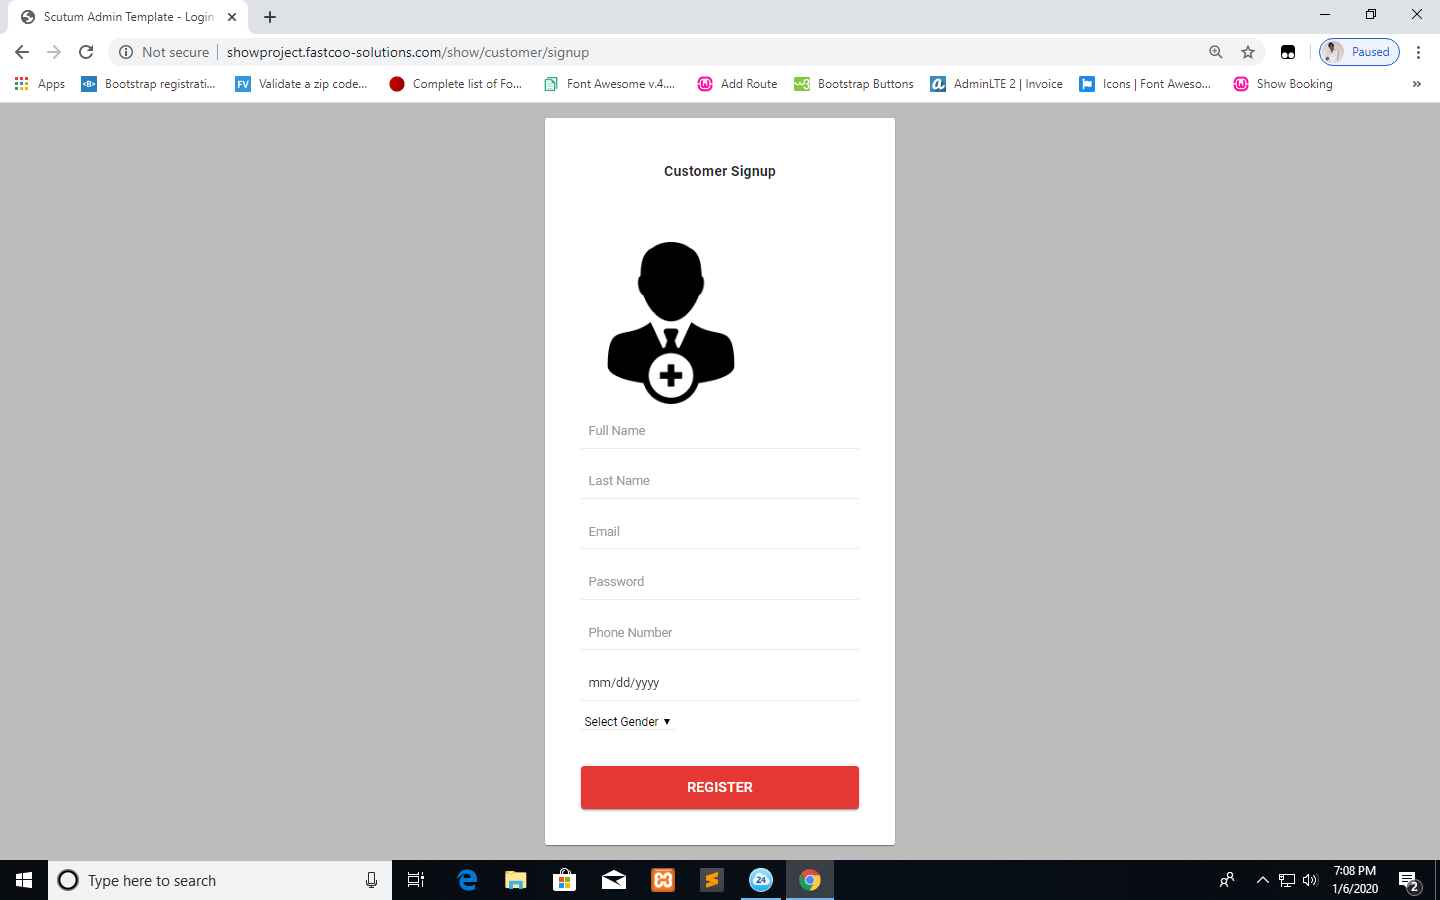 Scutum Admin Template - Login
Not secure
showproject.fastcoo-solutions.com/show/customer/signup
Paused
Apps
<B>
Bootstrap registrati...
FV
Validate a zip code...
Complete list of Fo...
Font Awesome v.4....
Add Route
Bootstrap Buttons
AdminLTE 2 | Invoice
Icons | Font Aweso...
Show Booking
»
Customer Signup
Full Name
Last Name
Email
Password
Phone Number
mm/dd/yyyy
Select Gender
REGISTER
Type here to search
24
7:08 PM
1/6/2020
2